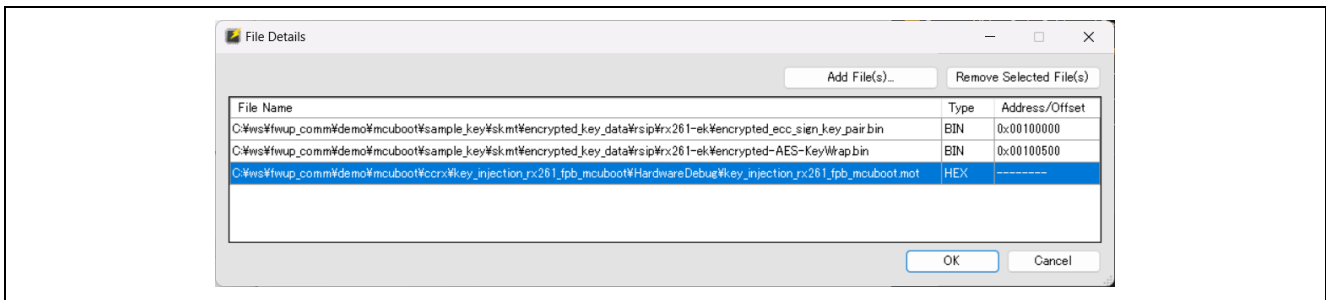 File Details
Add File(s)... Remove Selected File(s)
File Name Type Address/Offset
C:¥ws¥fwup_comm¥demo¥mcuboot¥sample_key¥skmt¥encrypted_key_data¥rsip¥rx261-ek¥encrypted_ecc_sign_key_pair.bin BIN 0x00100000
C:¥ws¥fwup_comm¥demo¥mcuboot¥sample_key¥skmt¥encrypted_key_data¥rsip¥rx261-ek¥encrypted-AES-KeyWrap.bin BIN 0x00100500
C:¥ws¥fwup_comm¥demo¥mcuboot¥ccrx¥key_injection_rx261_fpb_mcuboot¥HardwareDebug¥key_injection_rx261_fpb_mcuboot.mot HEX --------
OK Cancel